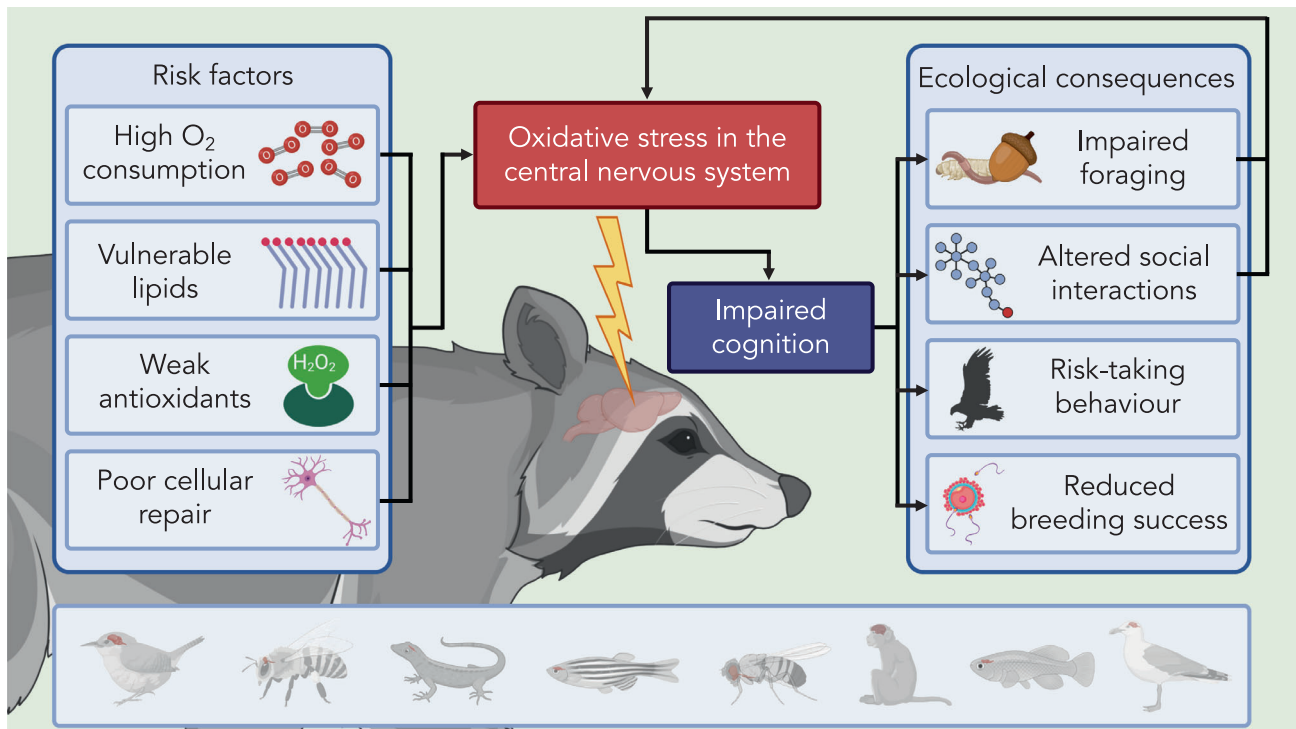 Risk factors
High O₂
consumption
O O O O O O O O O O
Vulnerable
lipids
Weak
antioxidants
H₂O₂
Poor cellular
repair
Oxidative stress in the
central nervous system
Impaired
cognition
Ecological consequences
Impaired
foraging
Altered social
interactions
Risk-taking
behaviour
Reduced
breeding success